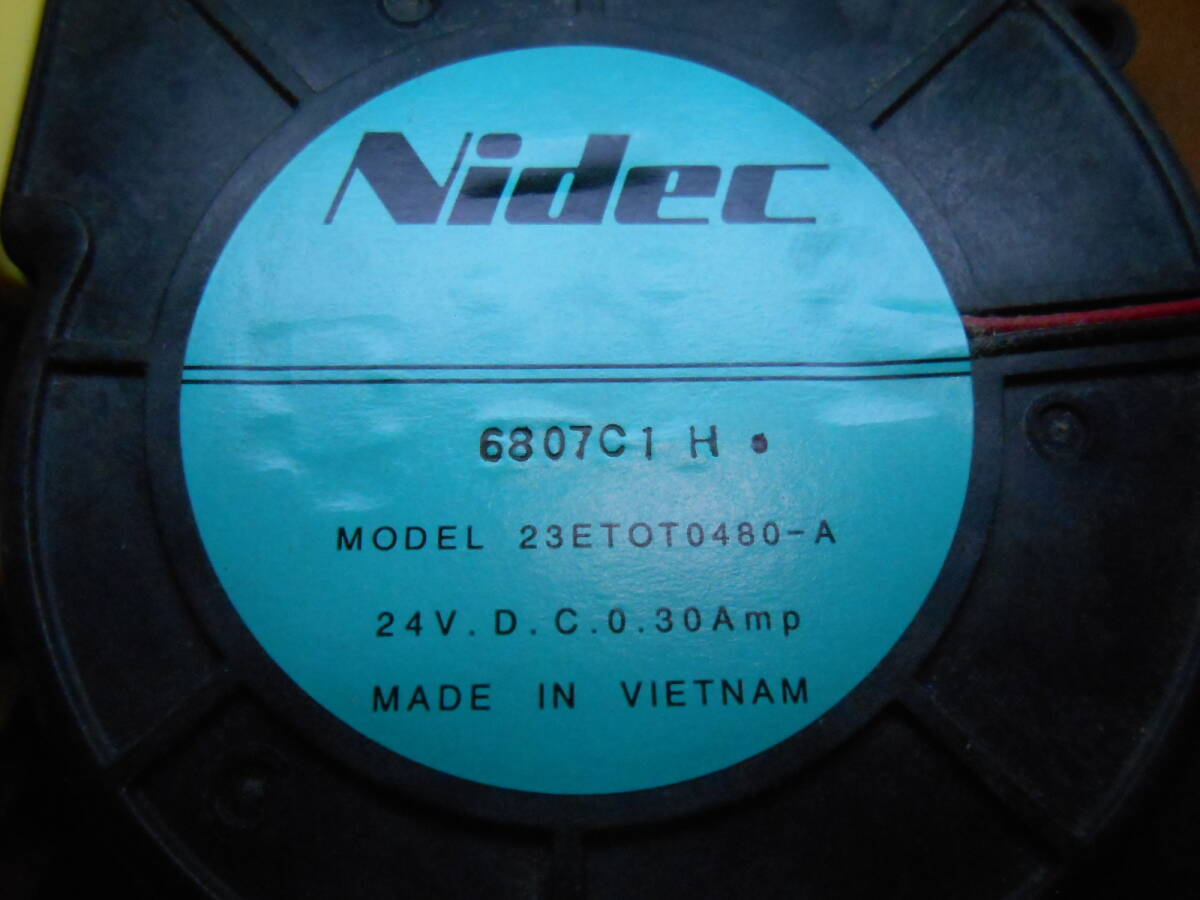 Nidec
6807C1 H •
MODEL 23ETOT0480-A
24V.D.C.0.30Amp
MADE IN VIETNAM